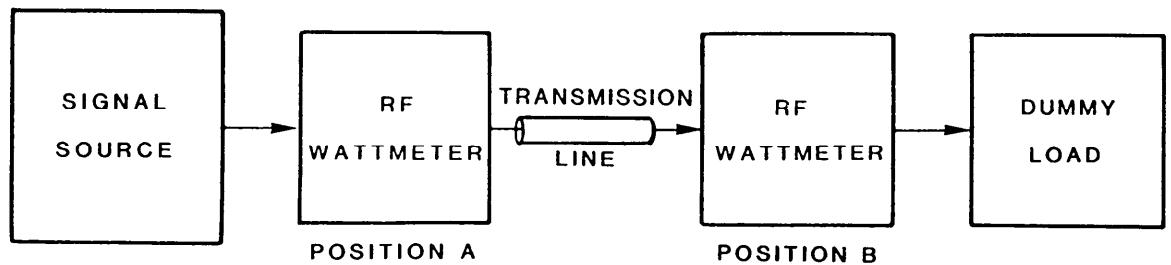 SIGNAL
SOURCE
RF
WATTMETER
POSITION A
TRANSMISSION
LINE
RF
WATTMETER
POSITION B
DUMMY
LOAD